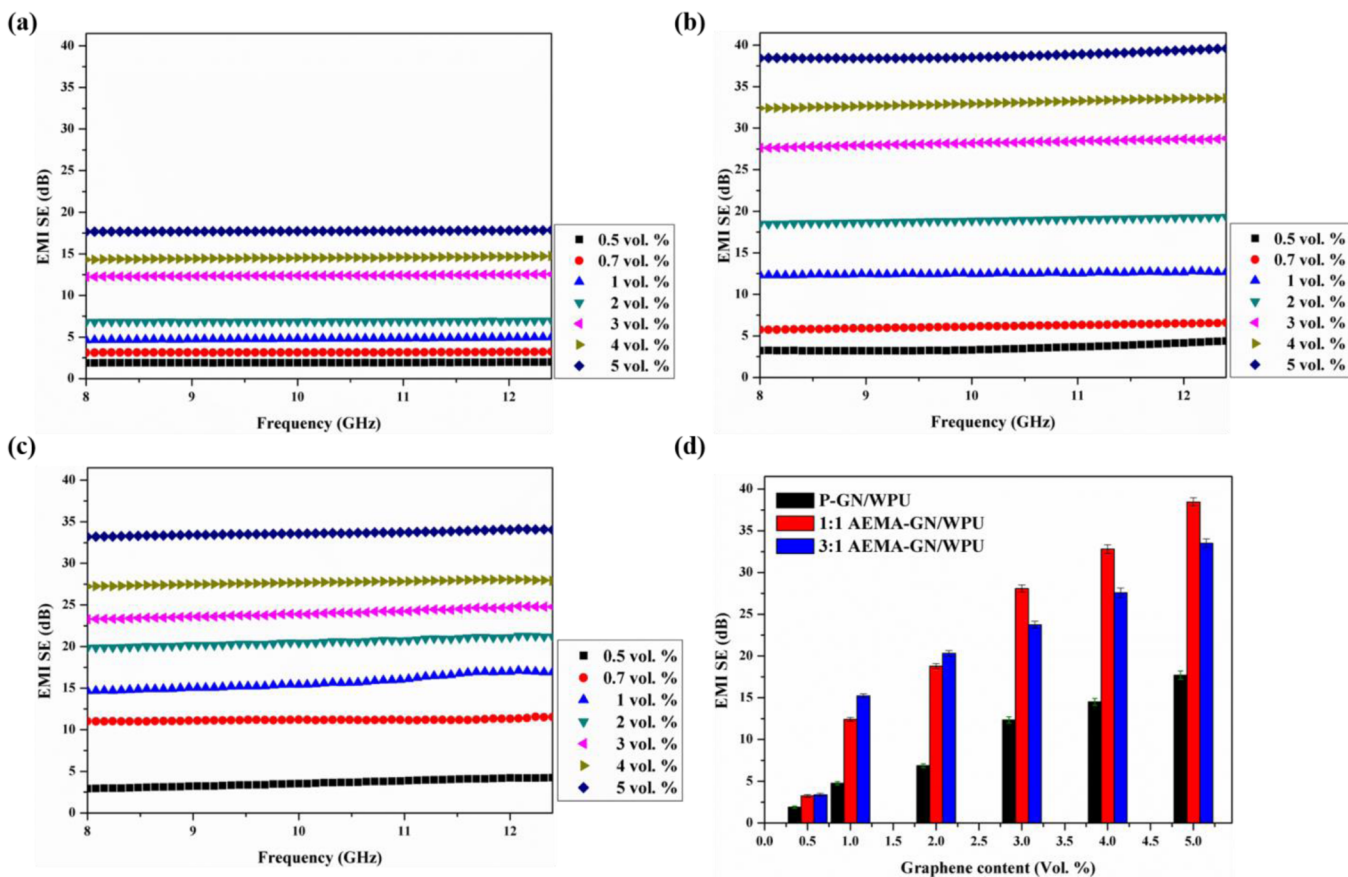 (a)
40
35
30
25
20
15
10
5
0
EMI SE (dB)
8
9
10
11
12
Frequency (GHz)
0.5 vol. %
0.7 vol. %
1 vol. %
2 vol. %
3 vol. %
4 vol. %
5 vol. %
(b)
40
35
30
25
20
15
10
5
0
EMI SE (dB)
8
9
10
11
12
Frequency (GHz)
0.5 vol. %
0.7 vol. %
1 vol. %
2 vol. %
3 vol. %
4 vol. %
5 vol. %
(c)
40
35
30
25
20
15
10
5
0
EMI SE (dB)
8
9
10
11
12
Frequency (GHz)
0.5 vol. %
0.7 vol. %
1 vol. %
2 vol. %
3 vol. %
4 vol. %
5 vol. %
(d)
40
35
30
25
20
15
10
5
0
EMI SE (dB)
P-GN/WPU
1:1 AEMA-GN/WPU
3:1 AEMA-GN/WPU
0.0
0.5
1.0
1.5
2.0
2.5
3.0
3.5
4.0
4.5
5.0
Graphene content (Vol. %)